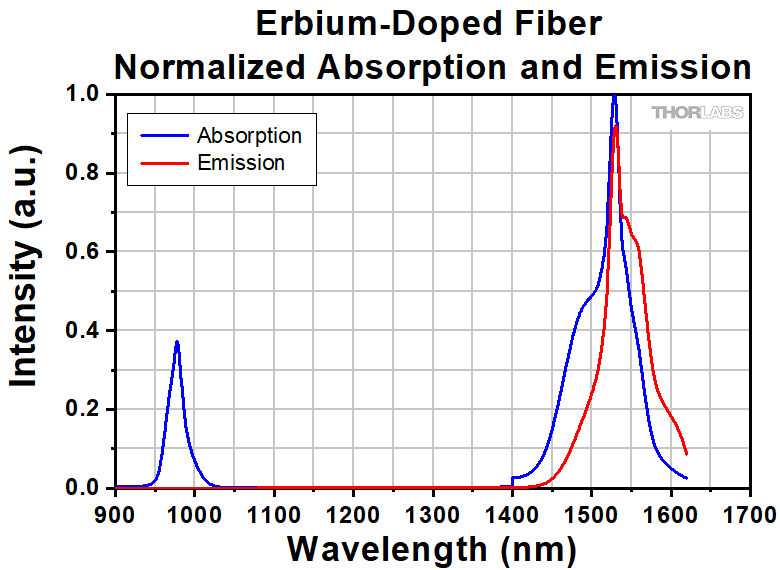 Erbium-Doped Fiber
Normalized Absorption and Emission
THORLABS
Absorption
Emission
Intensity (a.u.)
1.0
0.8
0.6
0.4
0.2
0.0
900 1000 1100 1200 1300 1400 1500 1600 1700
Wavelength (nm)